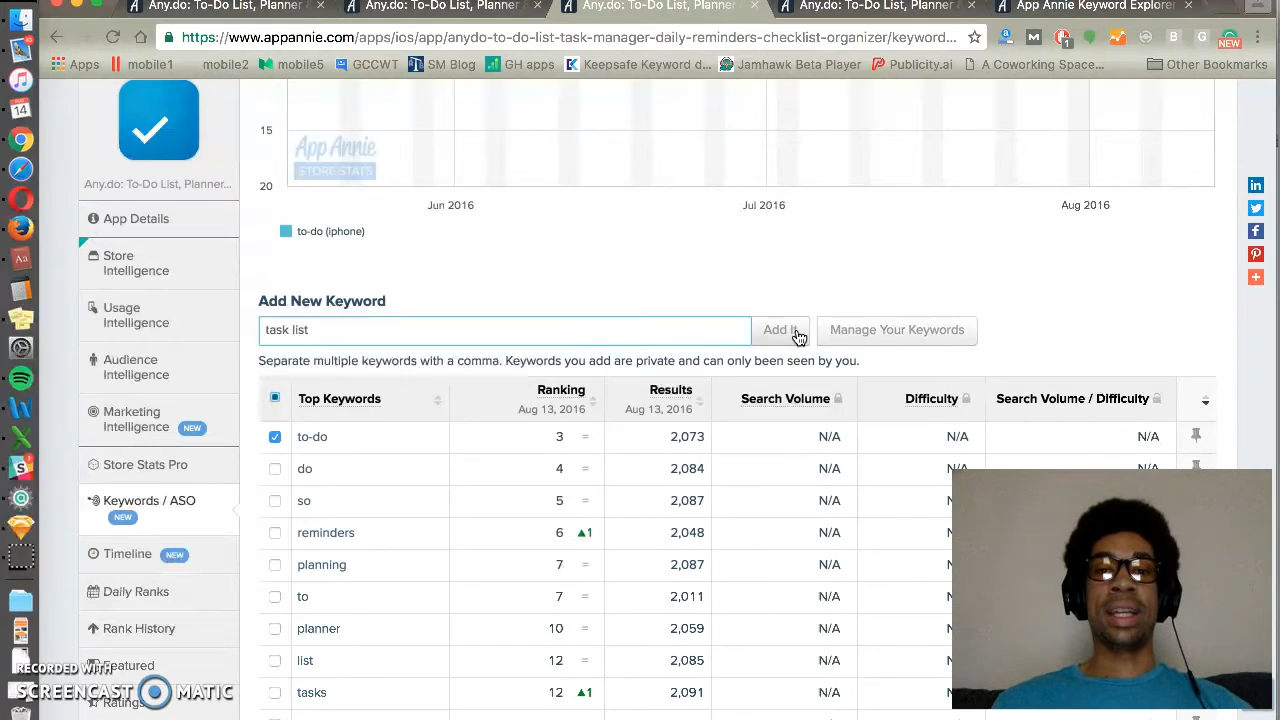 Any.do: To-Do List, Planner
Any.do: To-Do List, Planner
Any.do: To-Do List, Planner
Any.do: To-Do List, Planner &
App Annie Keyword Explorer
https://www.appannie.com/apps/ios/app/anydo-to-do-list-task-manager-daily-reminders-checklist-organizer/keyword...
M
1
B
G
NEW
Apps
mobile1
mobile2
mobile5
GCCWT
SM Blog
GH apps
Keepsafe Keyword d...
Jamhawk Beta Player
Publicity.ai
A Coworking Space...
Other Bookmarks
14
15
App Annie
STORE STATS
20
Jun 2016
Jul 2016
Aug 2016
to-do (iphone)
Any.do: To-Do List, Planner...
App Details
Store
Intelligence
Usage
Intelligence
Audience
Intelligence
Marketing
Intelligence NEW
Store Stats Pro
Keywords / ASO
NEW
Timeline NEW
Daily Ranks
Rank History
Featured
Ratings
Add New Keyword
task list
Add It
Manage Your Keywords
Separate multiple keywords with a comma. Keywords you add are private and can only been seen by you.
Top Keywords Ranking Aug 13, 2016 Results Aug 13, 2016 Search Volume Difficulty Search Volume / Difficulty
to-do 3 = 2,073 N/A N/A N/A
do 4 = 2,084 N/A N/A N/A
so 5 = 2,087 N/A
reminders 6 ▲1 2,048 N/A
planning 7 = 2,087 N/A
to 7 = 2,011 N/A
planner 10 = 2,059 N/A
list 12 = 2,085 N/A
tasks 12 ▲1 2,091 N/A
RECORDED WITH
SCREENCAST MATIC